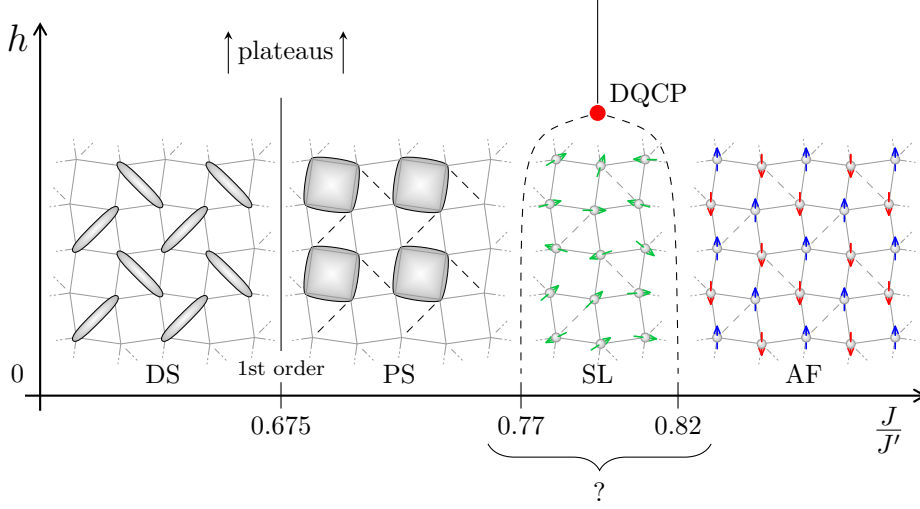 h
plateaus
DQCP
0
DS
1st order
PS
SL
AF
0.675
0.77
0.82
J
J'
?